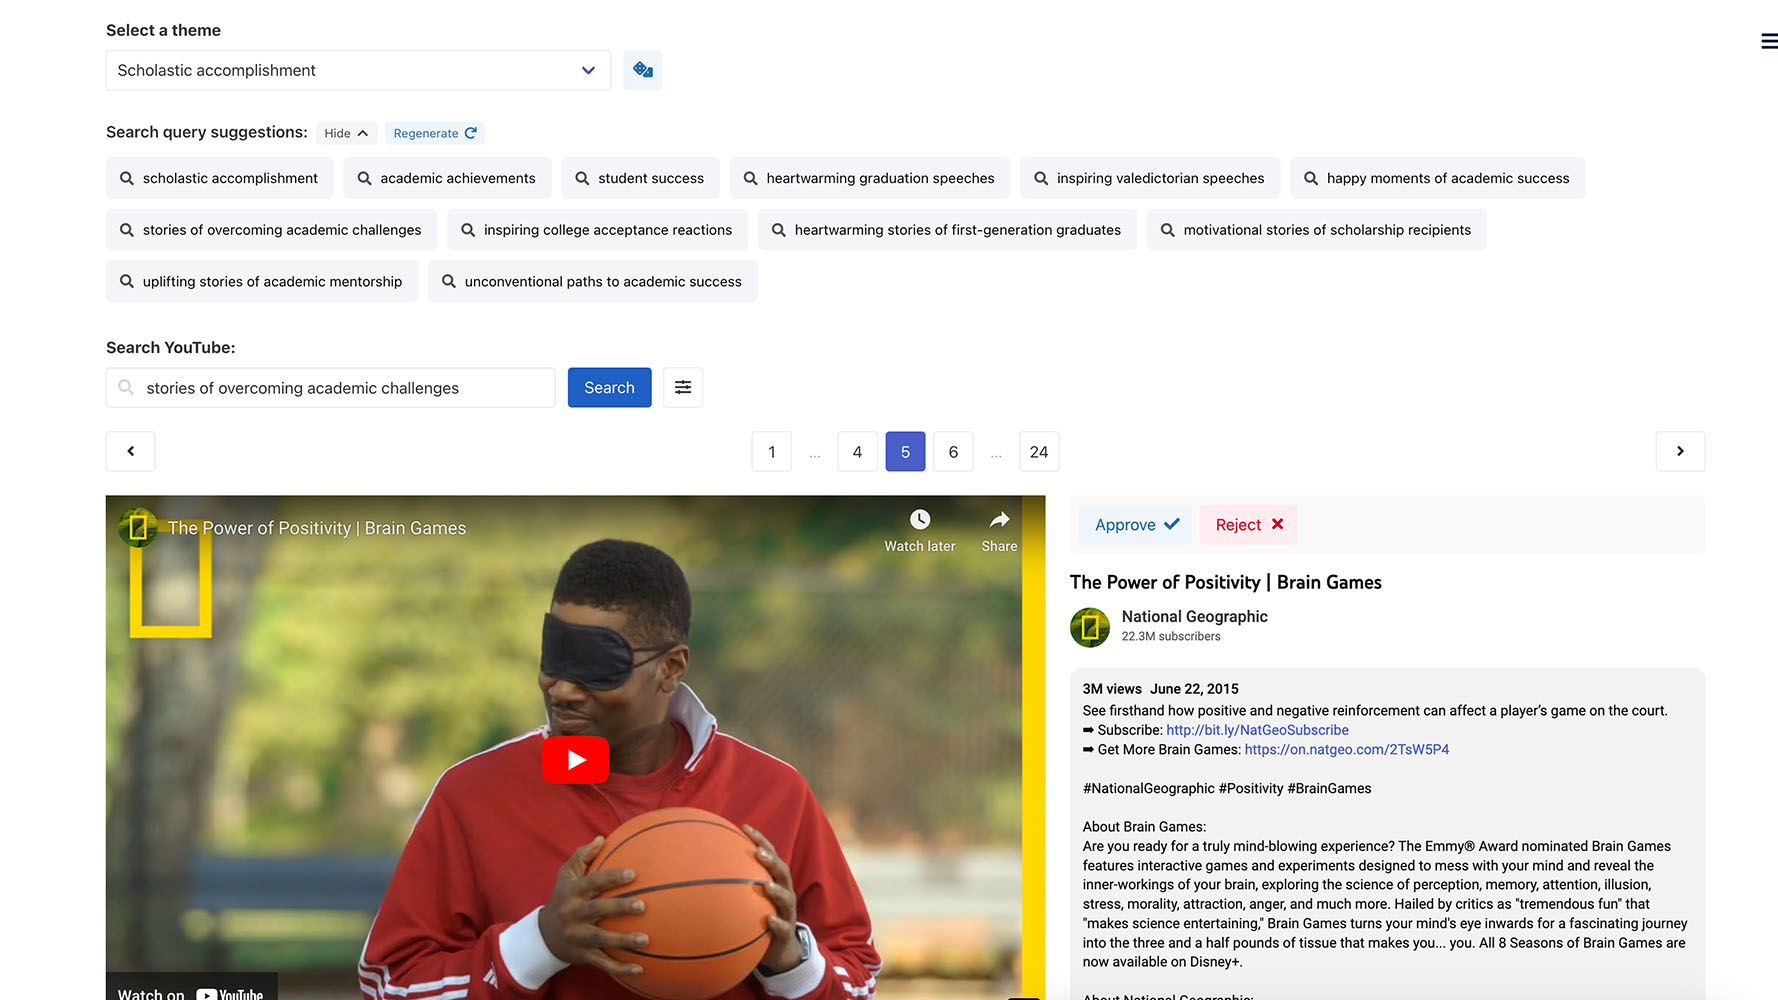 Select a theme
Scholastic accomplishment
Search query suggestions: Hide Regenerate
scholastic accomplishment academic achievements student success heartwarming graduation speeches inspiring valedictorian speeches happy moments of academic success
stories of overcoming academic challenges inspiring college acceptance reactions heartwarming stories of first-generation graduates motivational stories of scholarship recipients
uplifting stories of academic mentorship unconventional paths to academic success
Search YouTube:
stories of overcoming academic challenges Search
1 ... 4 5 6 ... 24
The Power of Positivity | Brain Games
Watch later Share
Watch on YouTube
Approve Reject
The Power of Positivity | Brain Games
National Geographic
22.3M subscribers
3M views June 22, 2015
See firsthand how positive and negative reinforcement can affect a player’s game on the court.
➡ Subscribe: http://bit.ly/NatGeoSubscribe
➡ Get More Brain Games: https://on.natgeo.com/2TsW5P4
#NationalGeographic #Positivity #BrainGames
About Brain Games:
Are you ready for a truly mind-blowing experience? The Emmy® Award nominated Brain Games
features interactive games and experiments designed to mess with your mind and reveal the
inner-workings of your brain, exploring the science of perception, memory, attention, illusion,
stress, morality, attraction, anger, and much more. Hailed by critics as "tremendous fun" that
"makes science entertaining," Brain Games turns your mind's eye inwards for a fascinating journey
into the three and a half pounds of tissue that makes you... you. All 8 Seasons of Brain Games are
now available on Disney+.
About National Geographic: